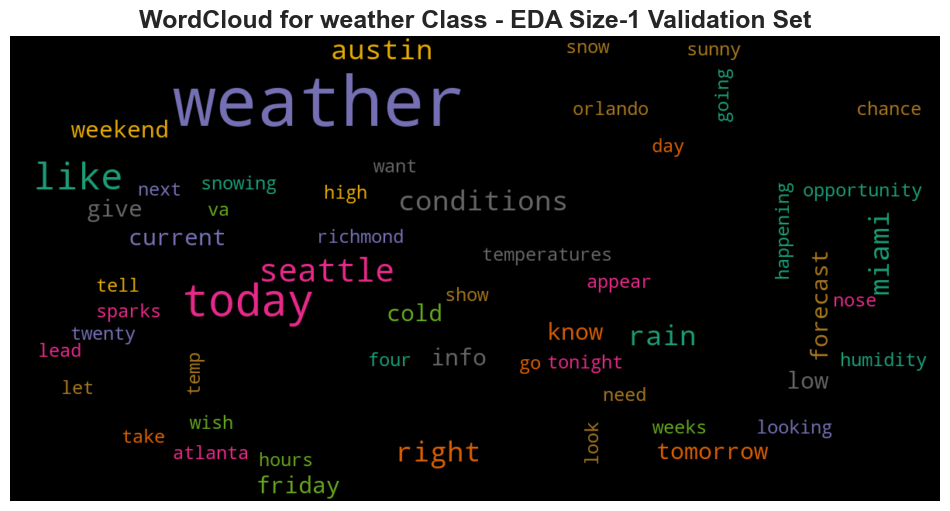 WordCloud for weather Class - EDA Size-1 Validation Set
austin
snow
sunny
weather
going
orlando
chance
weekend
day
like
want
next
snowing
high
conditions
happening
opportunity
give
va
miami
current
richmond
temperatures
forecast
seattle
tell
appear
today
show
nose
sparks
cold
twenty
know
rain
lead
four
info
go
tonight
humidity
temp
let
need
low
wish
look
weeks
looking
take
atlanta
hours
right
tomorrow
friday